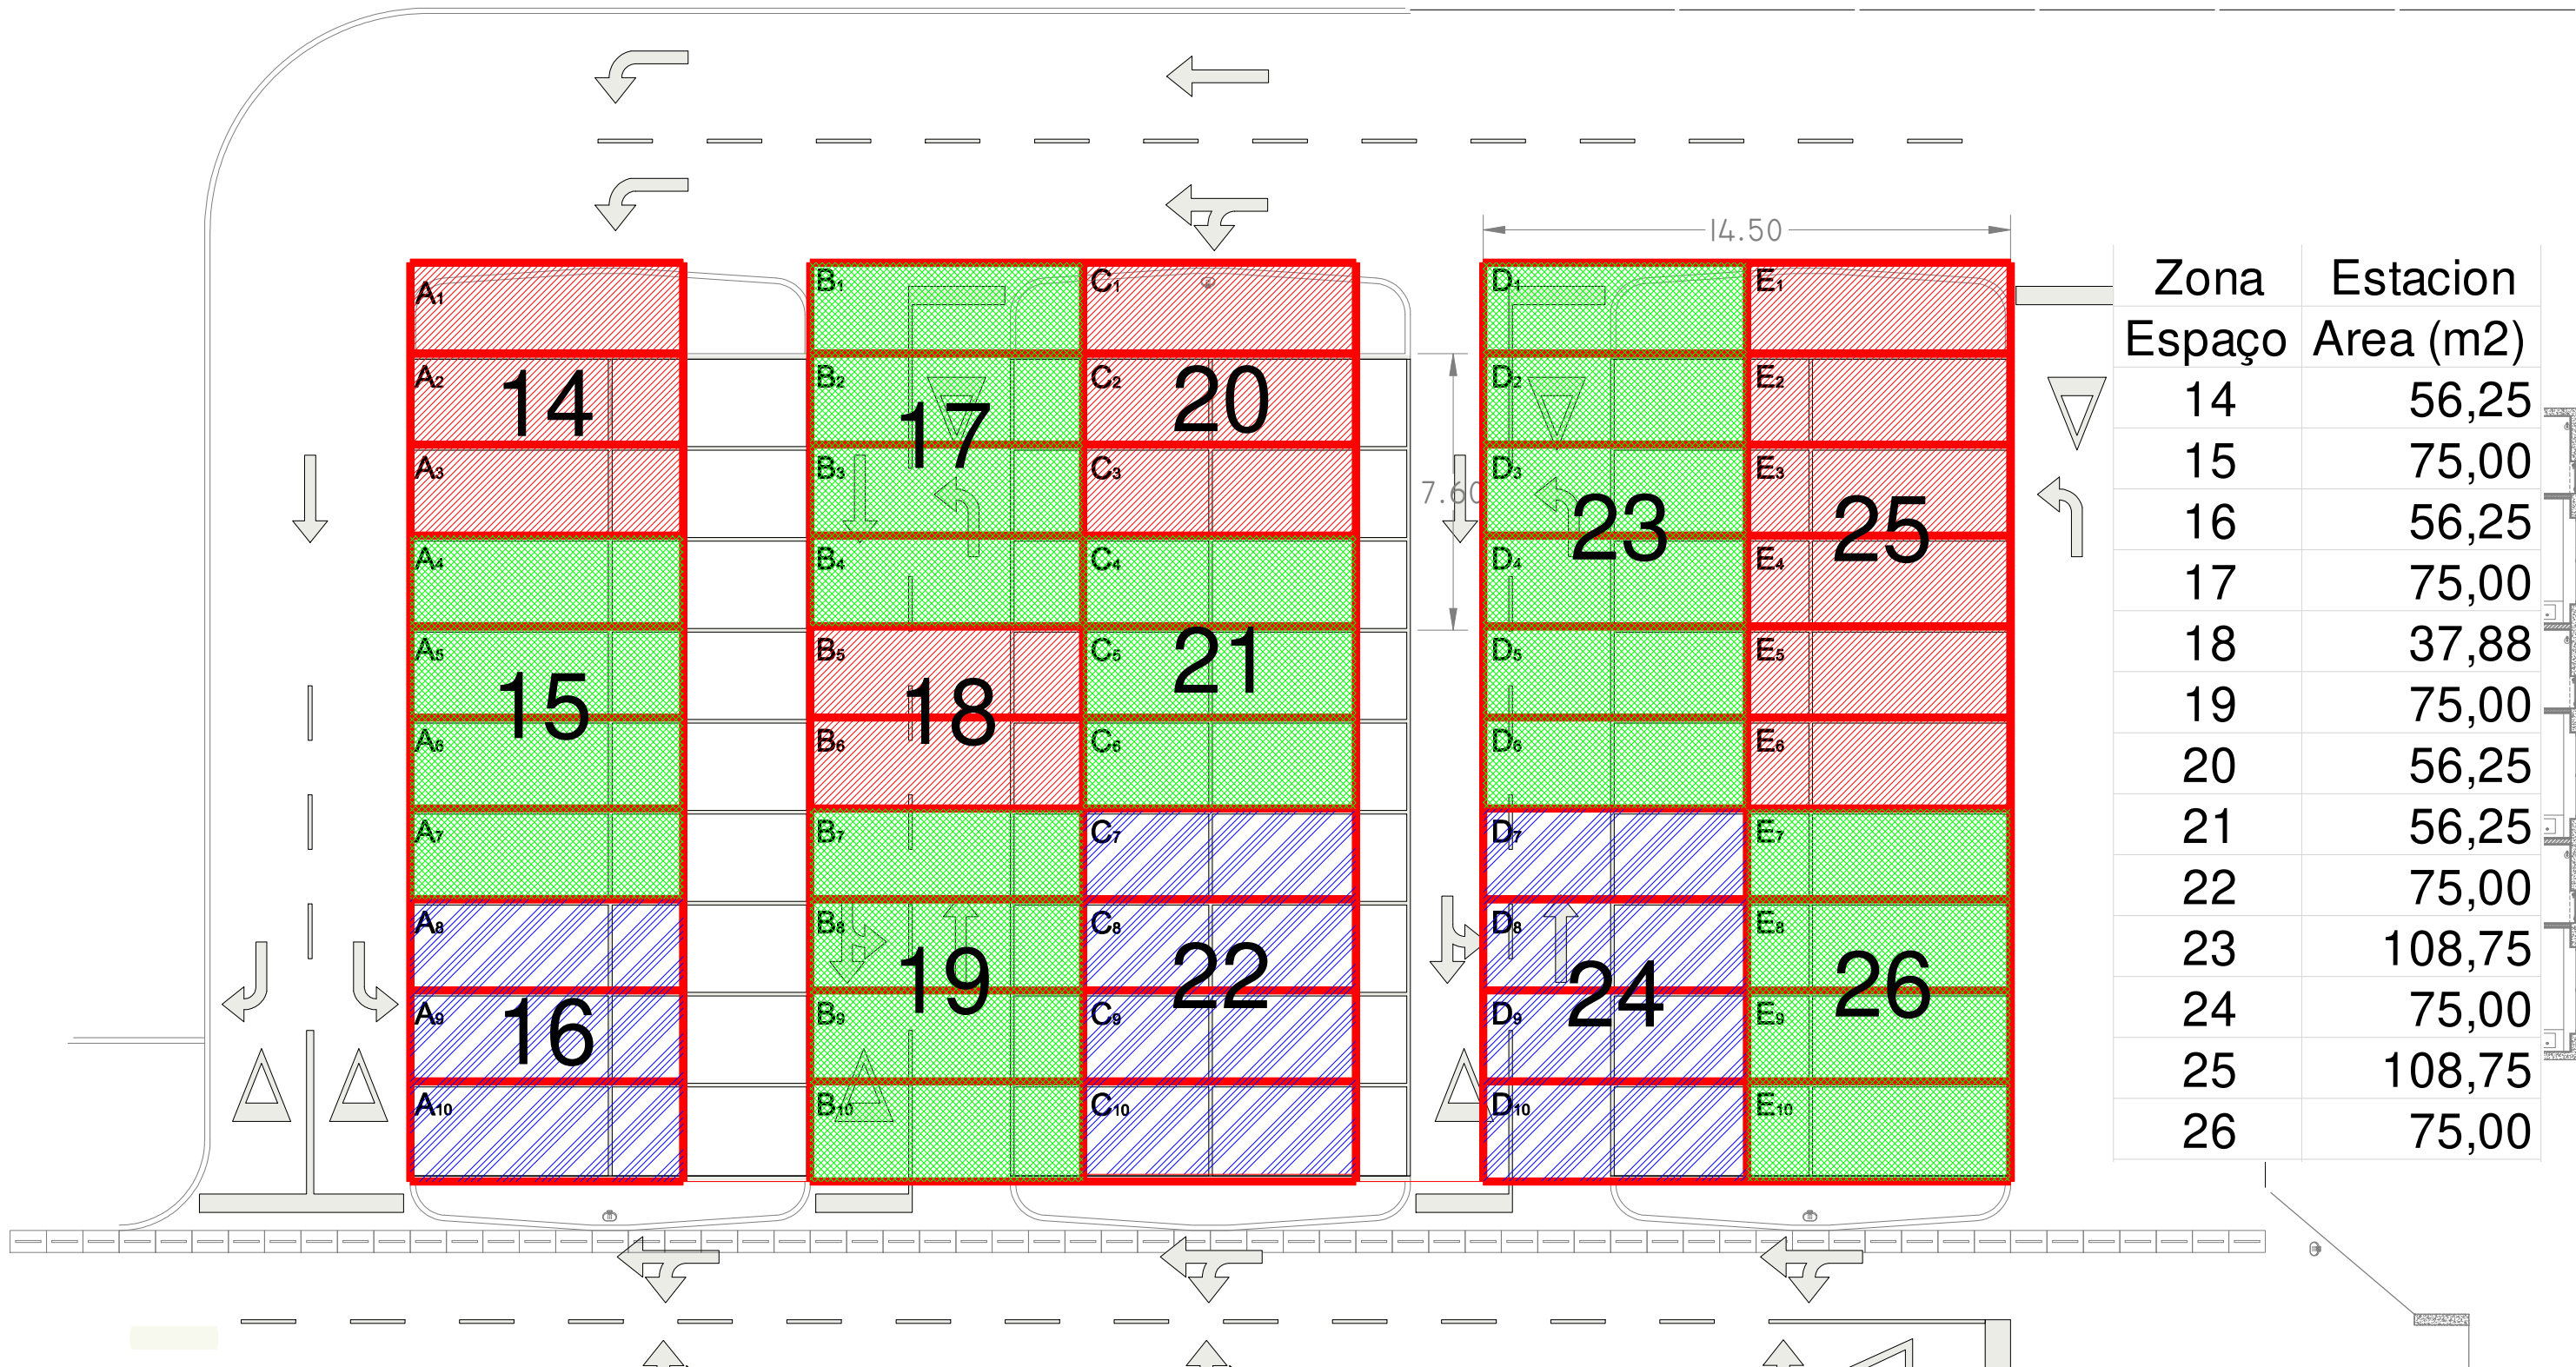 14.50
A1 B1 C1 D1 E1
A2 B2 C2 D2 E2
14 17 20
A3 B3 C3 D3 E3
7.60
23 25
A4 B4 C4 D4 E4
A5 B5 C5 D5 E5
15 18 21
A6 B6 C6 D6 E6
A7 B7 C7 D7 E7
A8 B8 C8 D8 E8
16 19 22 24 26
A9 B9 C9 D9 E9
A10 B10 C10 D10 E10
Zona Estacion
Espaço Area (m2)
14 56,25
15 75,00
16 56,25
17 75,00
18 37,88
19 75,00
20 56,25
21 56,25
22 75,00
23 108,75
24 75,00
25 108,75
26 75,00